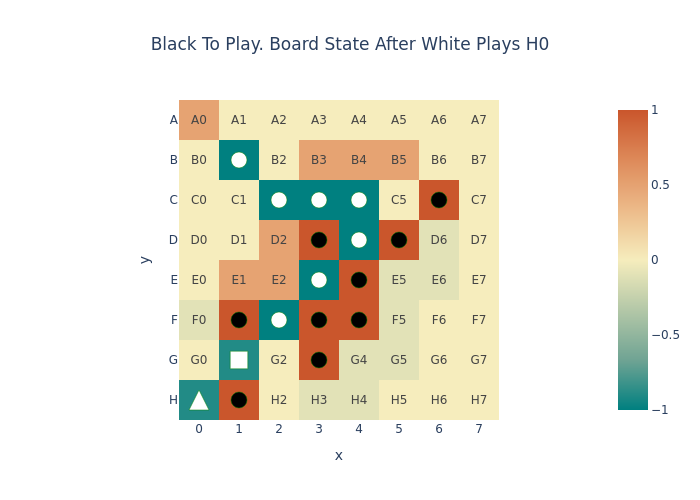 Black To Play. Board State After White Plays H0
A A0 A1 A2 A3 A4 A5 A6 A7
B B0 B2 B3 B4 B5 B6 B7
C C0 C1 C5 C7
D D0 D1 D2 D6 D7
E E0 E1 E2 E5 E6 E7
F F0 F5 F6 F7
G G0 G2 G4 G5 G6 G7
H H2 H3 H4 H5 H6 H7
0 1 2 3 4 5 6 7
x
y
1
0.5
0
−0.5
−1